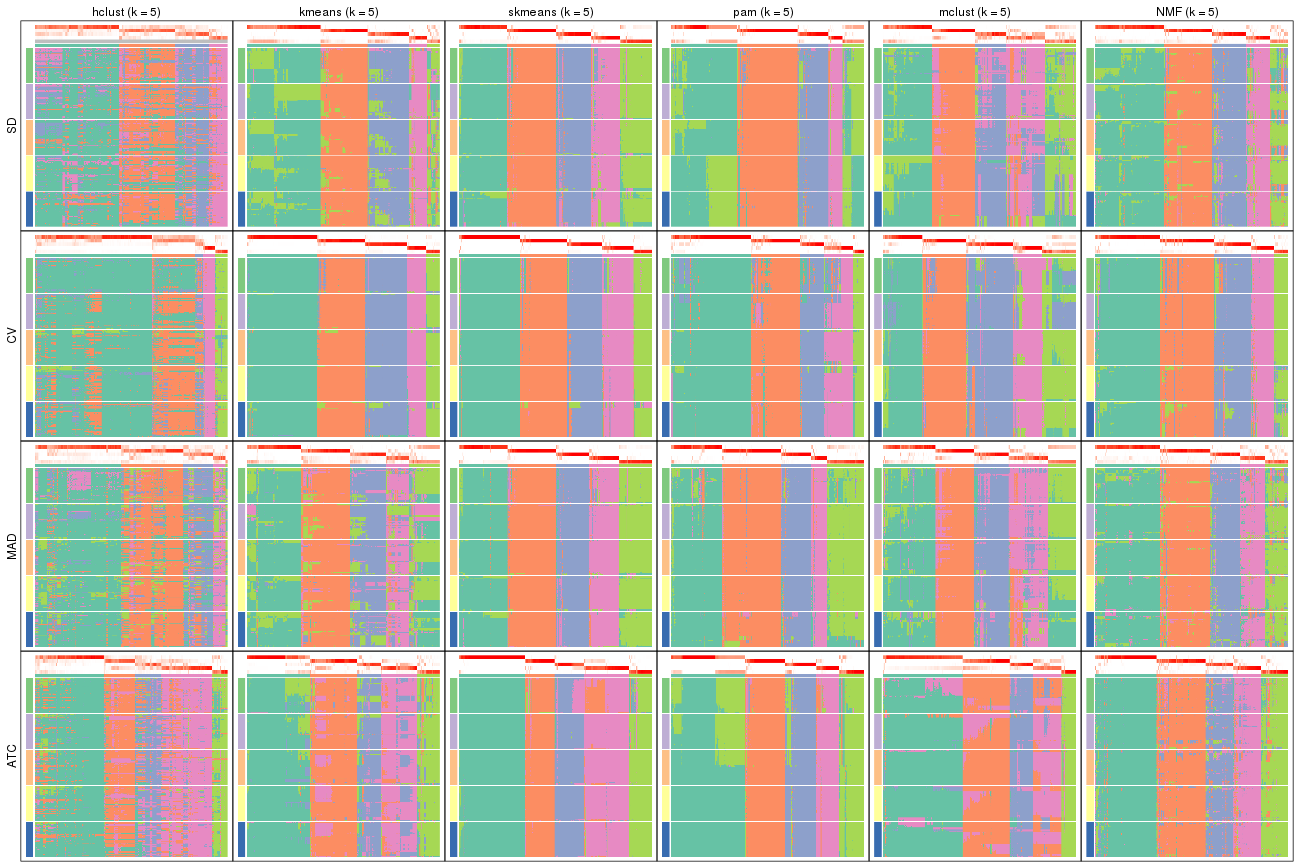 hclust (k = 5) kmeans (k = 5) skmeans (k = 5) pam (k = 5) mclust (k = 5) NMF (k = 5)
SD
CV
MAD
ATC